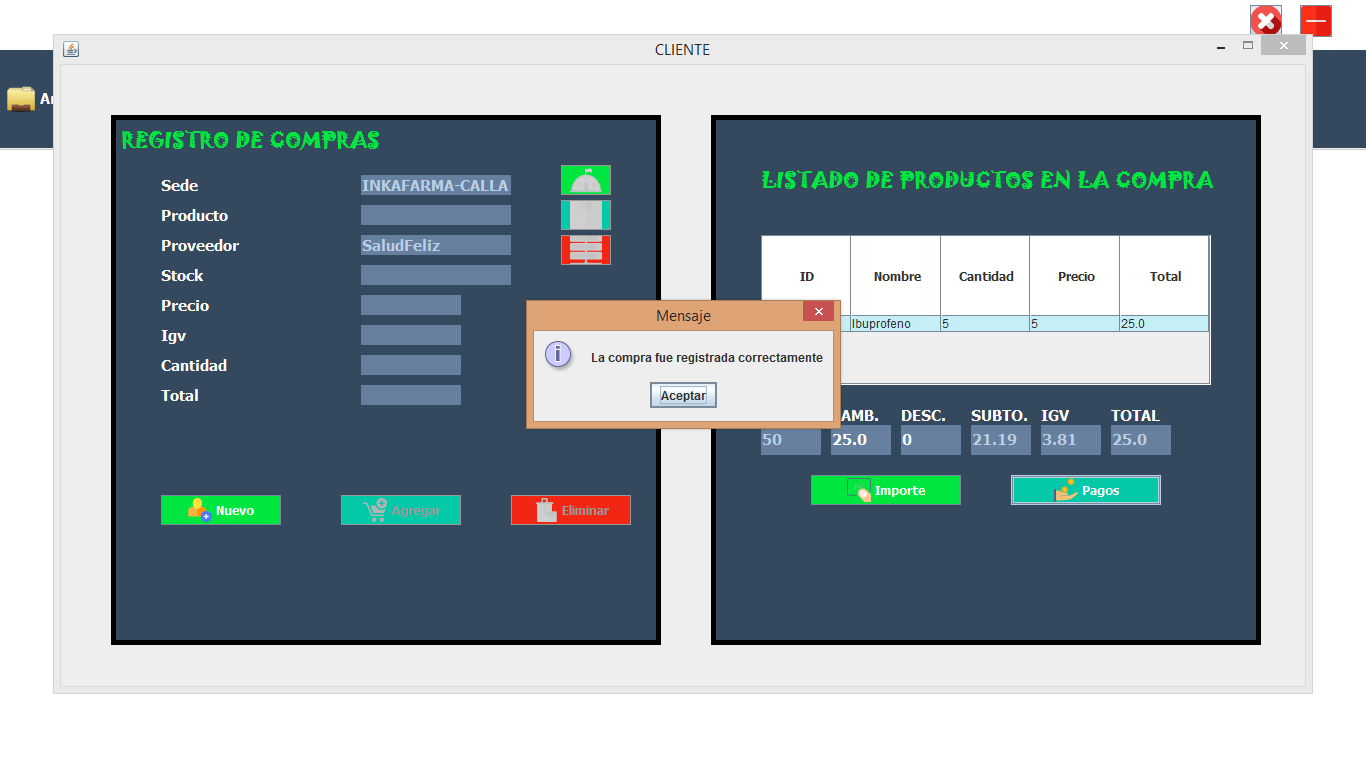 CLIENTE
REGISTRO DE COMPRAS
Sede INKAFARMA-CALLA
Producto
Proveedor SaludFeliz
Stock
Precio
Igv
Cantidad
Total
Nuevo Agregar Eliminar
LISTADO DE PRODUCTOS EN LA COMPRA
ID Nombre Cantidad Precio Total
Ibuprofeno 5 5 25.0
AMB. DESC. SUBTO. IGV TOTAL
50 25.0 0 21.19 3.81 25.0
Importe Pagos
Mensaje
La compra fue registrada correctamente
Aceptar